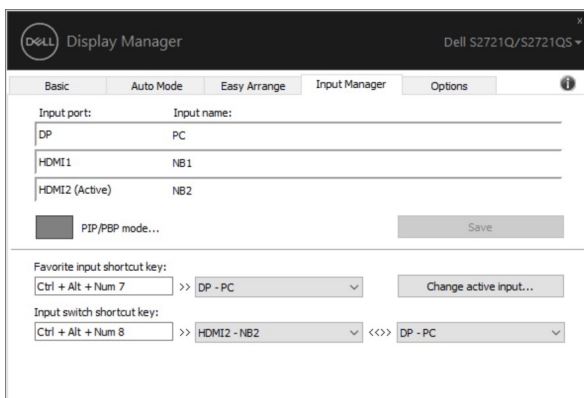 x
DELL Display Manager Dell S2721Q/S2721QS
Basic Auto Mode Easy Arrange Input Manager Options i
Input port: Input name:
DP PC
HDMI1 NB1
HDMI2 (Active) NB2
PIP/PBP mode... Save
Favorite input shortcut key:
Ctrl + Alt + Num 7 >> DP - PC Change active input...
Input switch shortcut key:
Ctrl + Alt + Num 8 >> HDMI2 - NB2 <<>> DP - PC